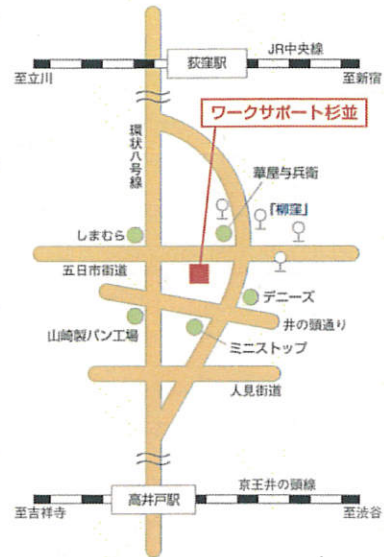 JR中央線
荻窪駅
至立川
至新宿
ワークサポート杉並
環状八号線
華屋与兵衛
「柳窪」
しまむら
五日市街道
デニーズ
井の頭通り
山崎製パン工場
ミニストップ
人見街道
京王井の頭線
高井戸駅
至吉祥寺
至渋谷